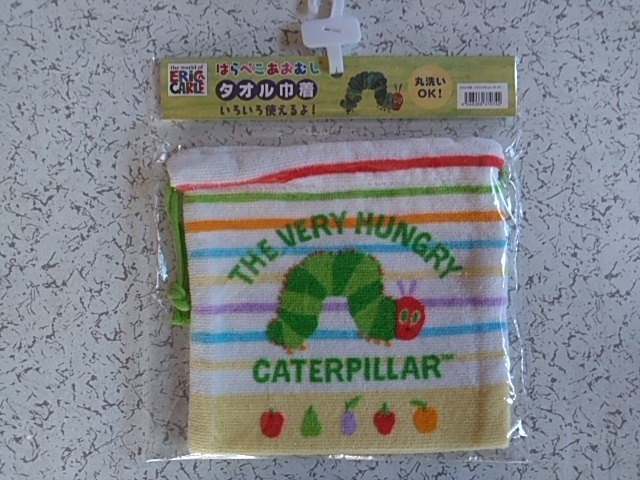 the world of
ERIC CARLE
はらぺこあおむし
タオル巾着
いろいろ使えるよ!
丸洗い
OK!
THE VERY HUNGRY
CATERPILLAR™